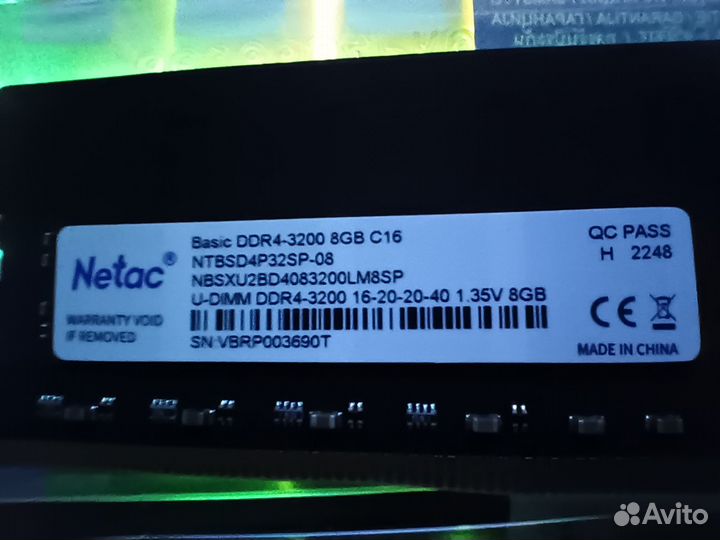 Basic DDR4-3200 8GB C16
NTBSD4P32SP-08
NBSXU2BD4083200LM8SP
U-DIMM DDR4-3200 16-20-20-40 1.35V 8GB
Netac®
WARRANTY VOID
IF REMOVED
SN:VBRP003690T
QC PASS
H 2248
CE
MADE IN CHINA
Avito